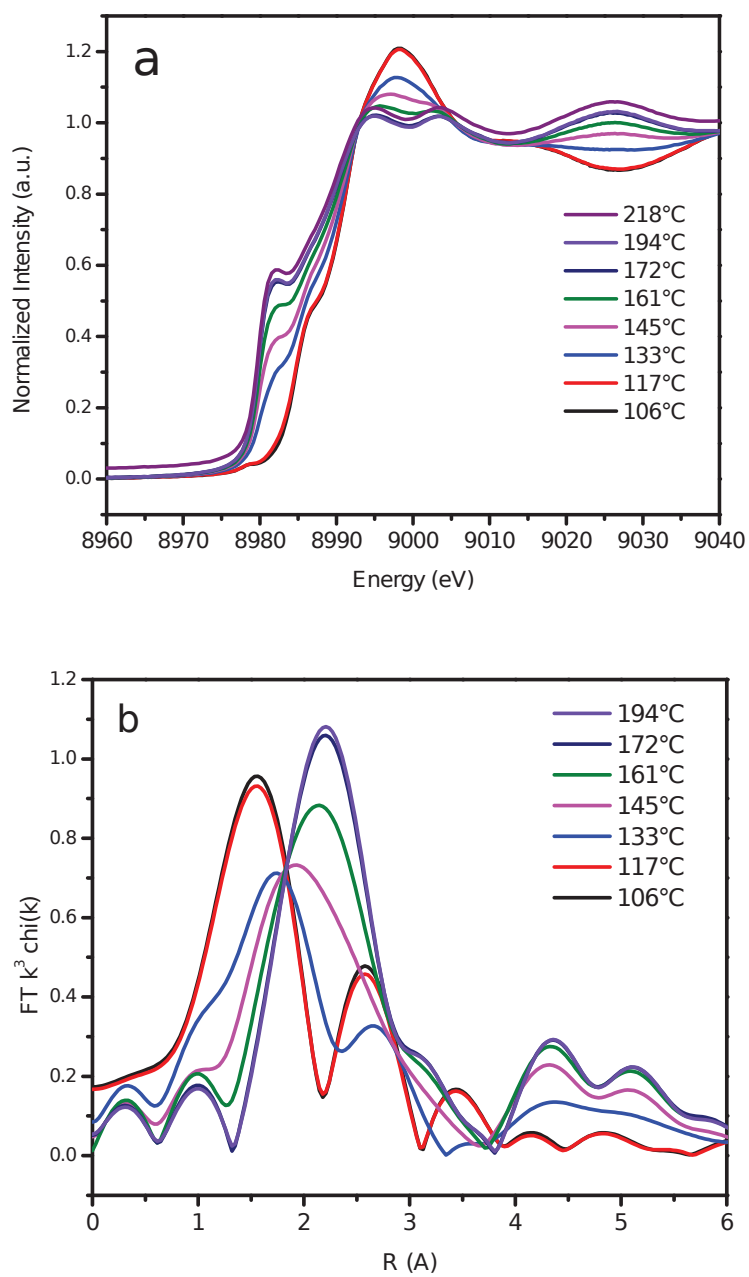 a
1.2
1.0
0.8
0.6
0.4
0.2
0.0
Normalized Intensity (a.u.)
218°C
194°C
172°C
161°C
145°C
133°C
117°C
106°C
8960 8970 8980 8990 9000 9010 9020 9030 9040
Energy (eV)
b
1.2
1.0
0.8
0.6
0.4
0.2
0.0
FT k³ chi(k)
194°C
172°C
161°C
145°C
133°C
117°C
106°C
0 1 2 3 4 5 6
R (A)